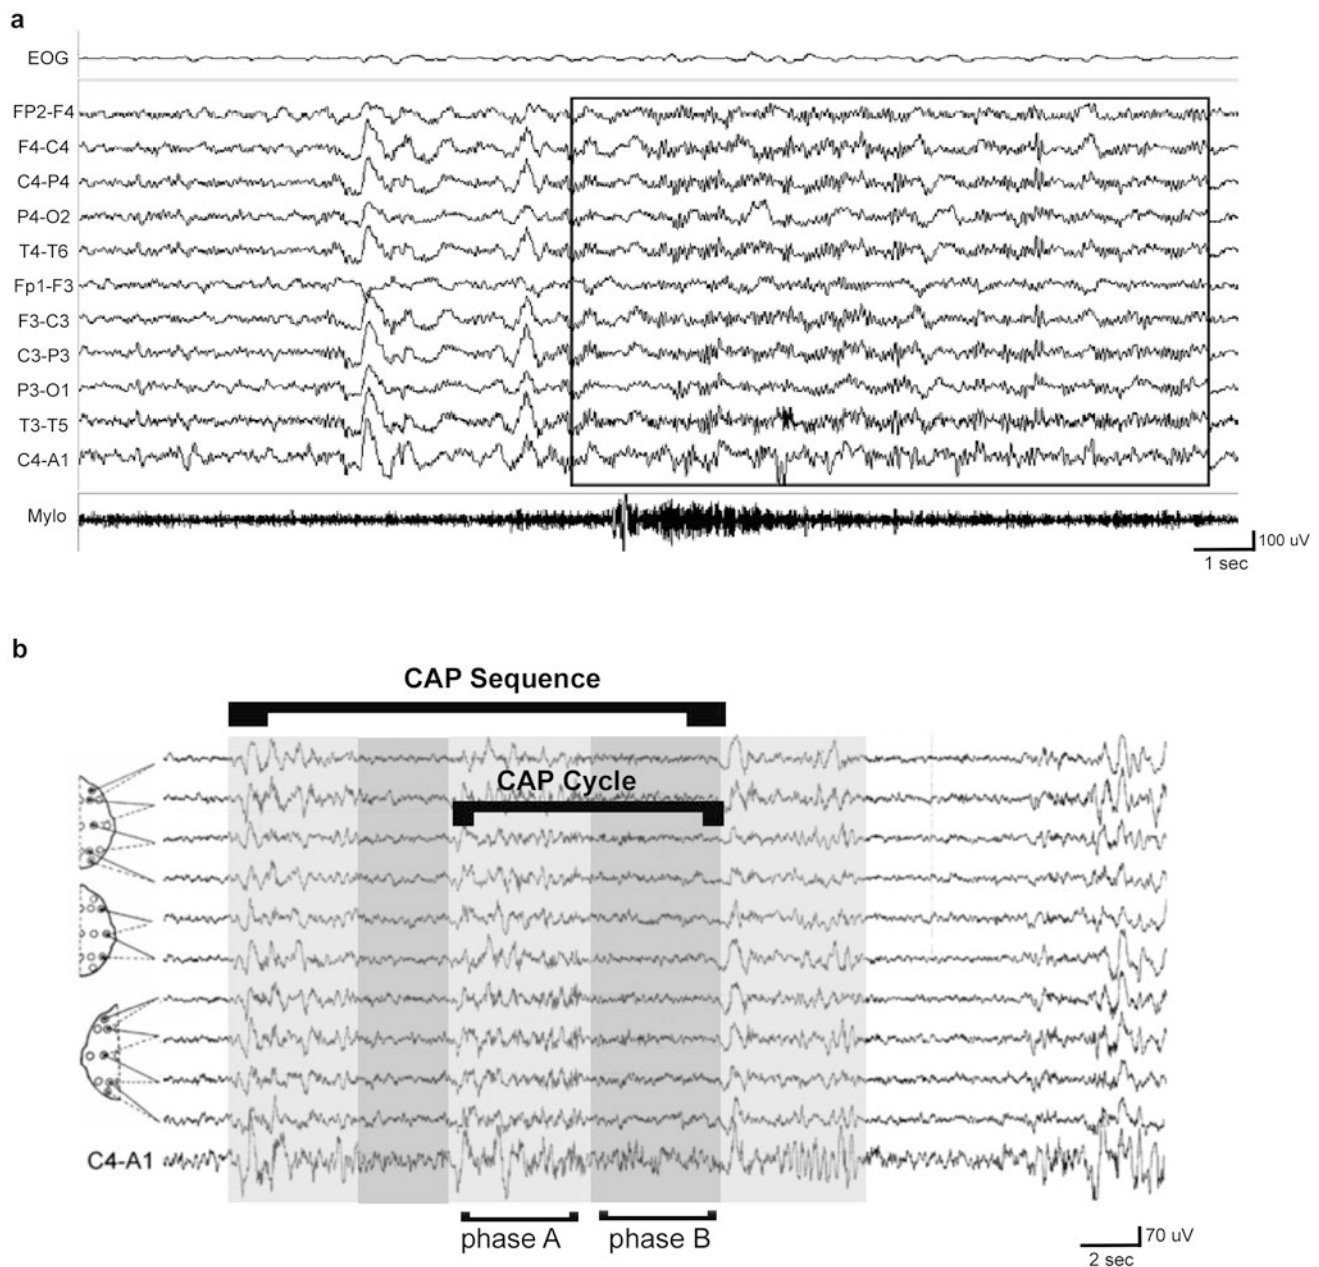 a
EOG
FP2-F4
F4-C4
C4-P4
P4-O2
T4-T6
Fp1-F3
F3-C3
C3-P3
P3-O1
T3-T5
C4-A1
Mylo
100 uV
1 sec
b
CAP Sequence
CAP Cycle
C4-A1
phase A phase B
70 uV
2 sec